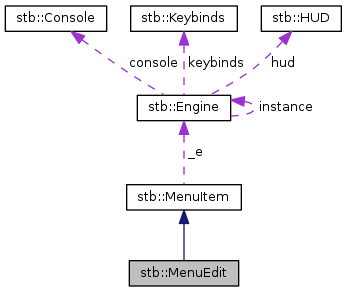 stb::Console stb::Keybinds stb::HUD
console keybinds hud
stb::Engine instance
_e
stb::MenuItem
stb::MenuEdit